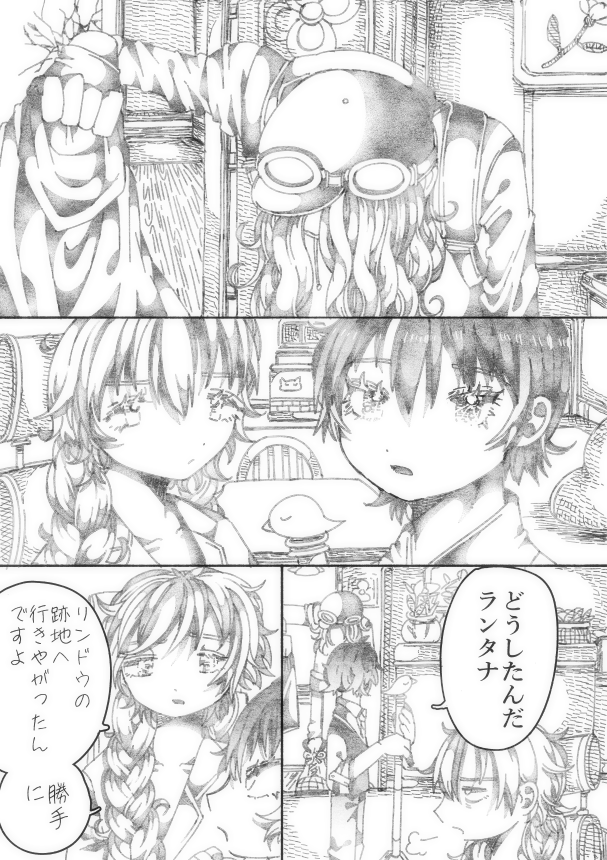 どうしたんだ
ランタナ
リンドウの
跡地へ
行きやがったん
ですよ
勝手
に